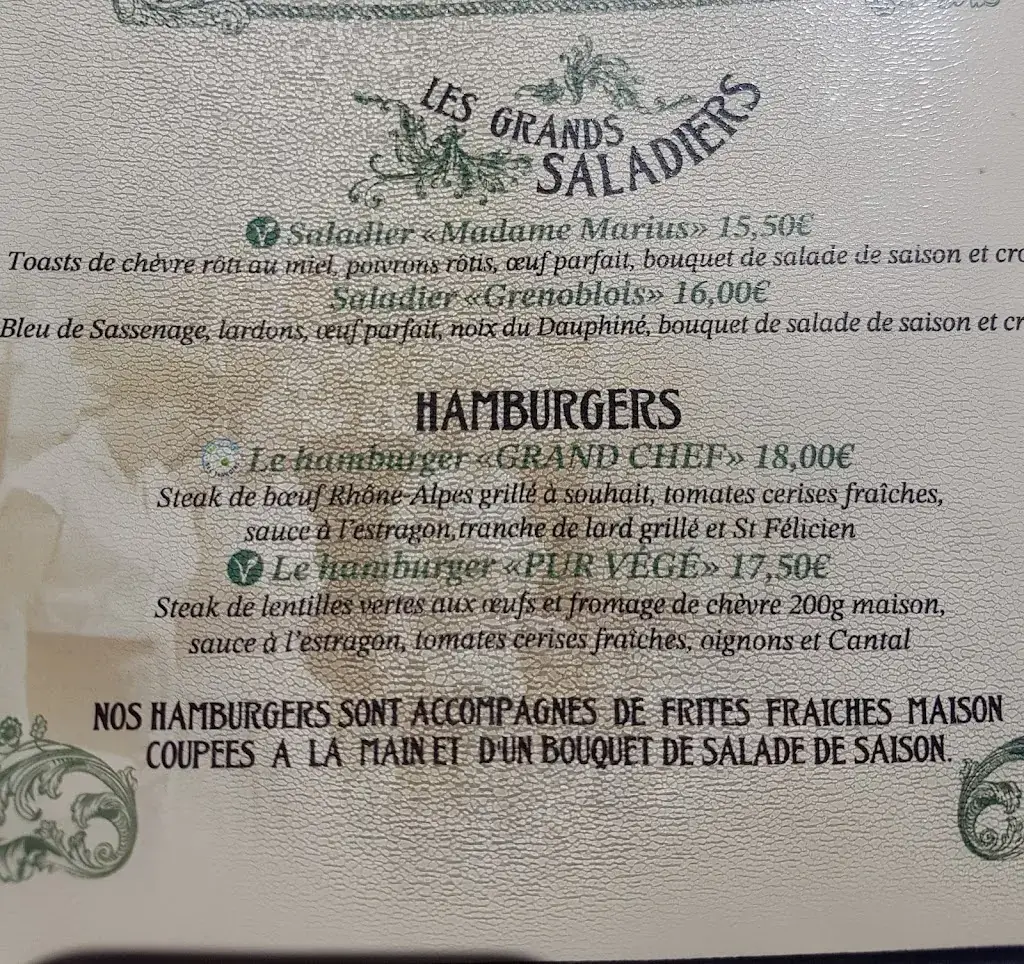 LES GRANDS
SALADIERS
Saladier «Madame Marius» 15,50€
Toasts de chèvre rôti au miel, poivrons rôtis, œuf parfait, bouquet de salade de saison et cro
Saladier «Grenoblois» 16,00€
Bleu de Sassenage, lardons, œuf parfait, noix du Dauphiné, bouquet de salade de saison et cr
HAMBURGERS
Le hamburger «GRAND CHEF» 18,00€
Steak de bœuf Rhône-Alpes grillé à souhait, tomates cerises fraîches,
sauce à l'estragon,tranche de lard grillé et St Félicien
Le hamburger «PUR VÉGÉ» 17,50€
Steak de lentilles vertes aux œufs et fromage de chèvre 200g maison,
sauce à l'estragon, tomates cerises fraîches, oignons et Cantal
NOS HAMBURGERS SONT ACCOMPAGNES DE FRITES FRAICHES MAISON
COUPEES A LA MAIN ET D'UN BOUQUET DE SALADE DE SAISON.